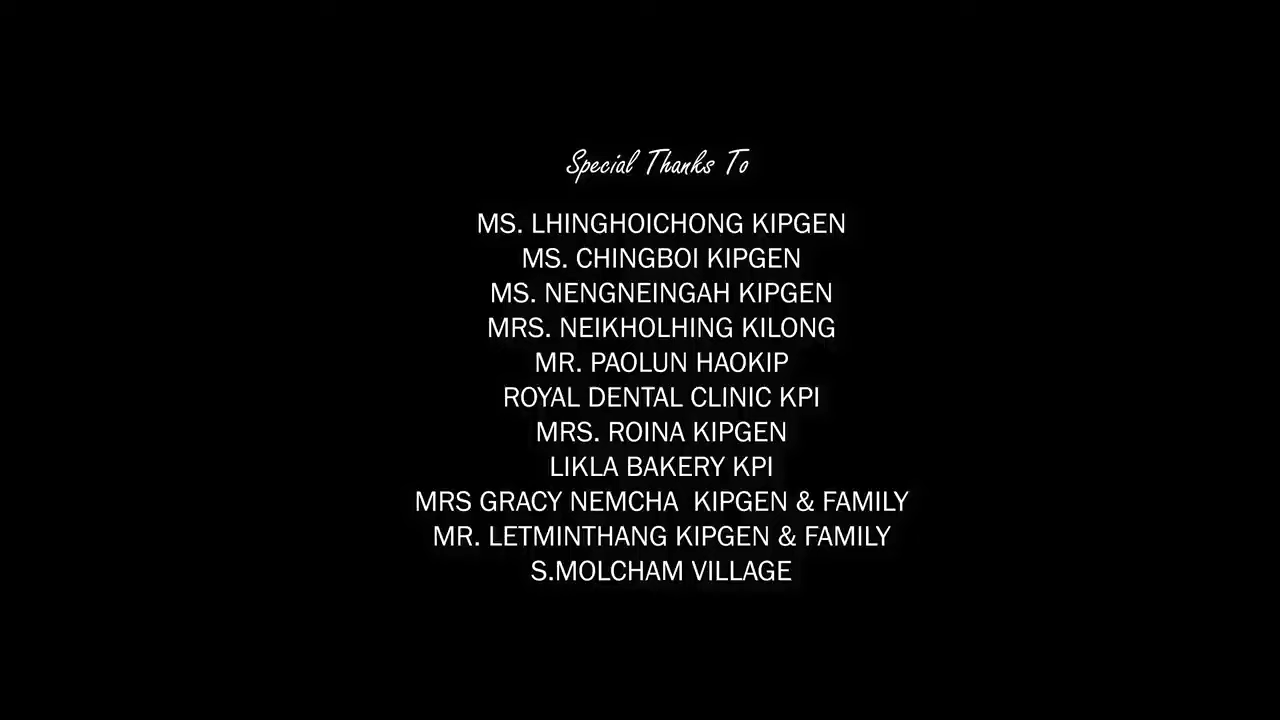 Special Thanks To
MS. LHINGHOICHONG KIPGEN
MS. CHINGBOI KIPGEN
MS. NENGNEINGAH KIPGEN
MRS. NEIKHOLHING KILONG
MR. PAOLUN HAOKIP
ROYAL DENTAL CLINIC KPI
MRS. ROINA KIPGEN
LIKLA BAKERY KPI
MRS GRACY NEMCHA  KIPGEN & FAMILY
MR. LETMINTHANG KIPGEN & FAMILY
S.MOLCHAM VILLAGE